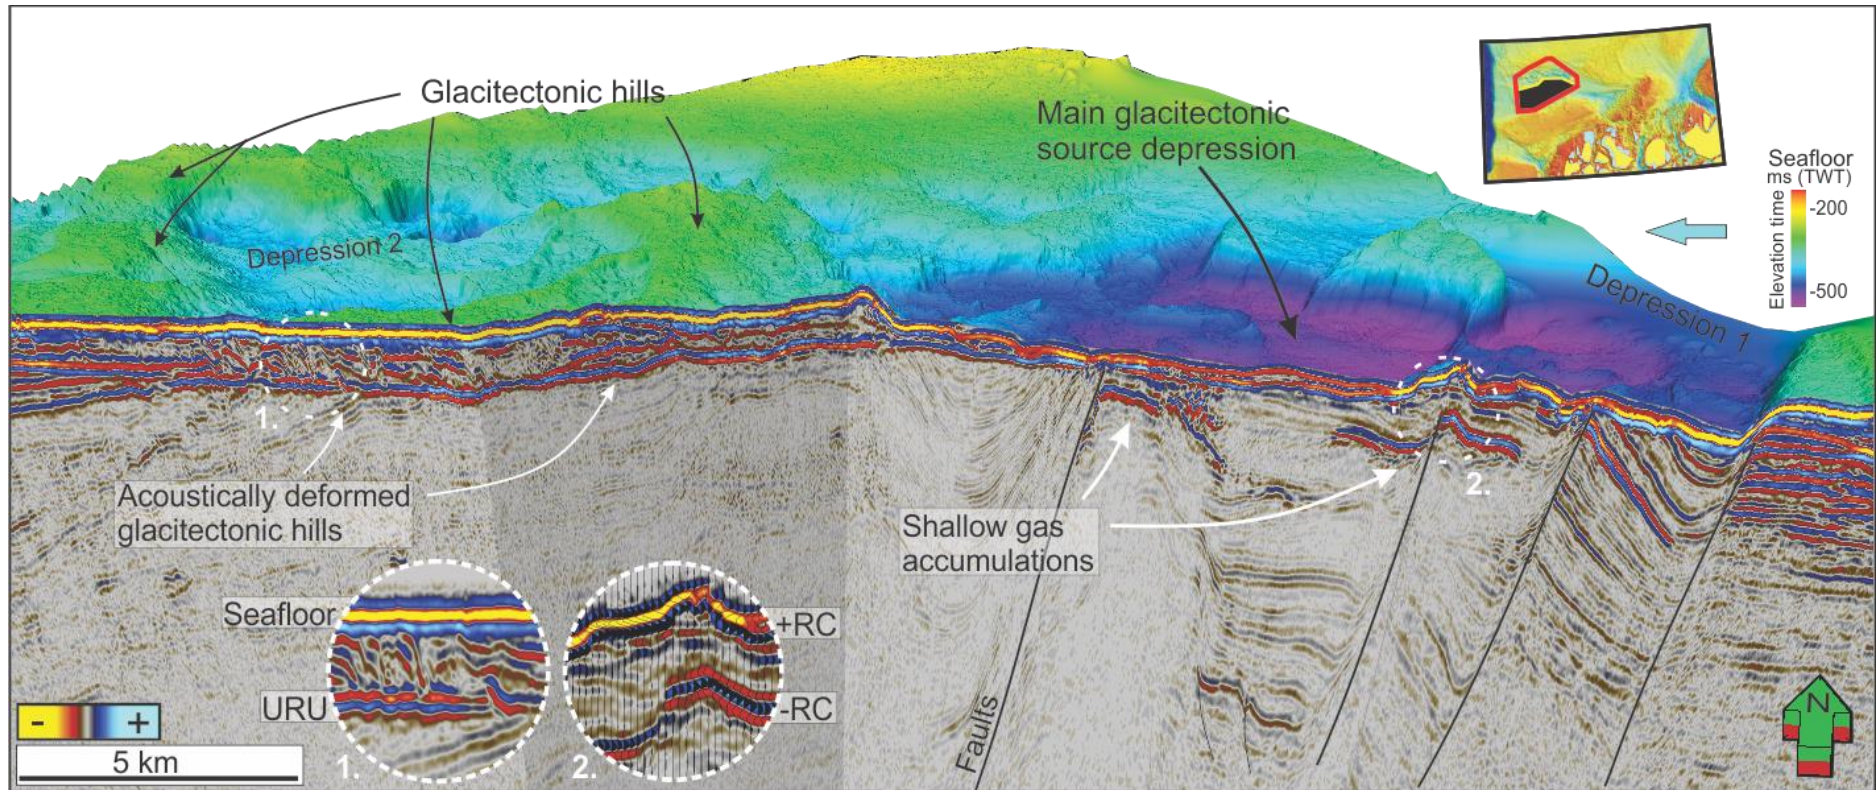 Glacitectonic hills
Main glacitectonic
source depression
Seafloor
ms (TWT)
Elevation time
-200
-500
Depression 2
Depression 1
1.
2.
Acoustically deformed
glacitectonic hills
Shallow gas
accumulations
Seafloor
URU
+RC
-RC
1.
2.
Faults
- +
5 km
N